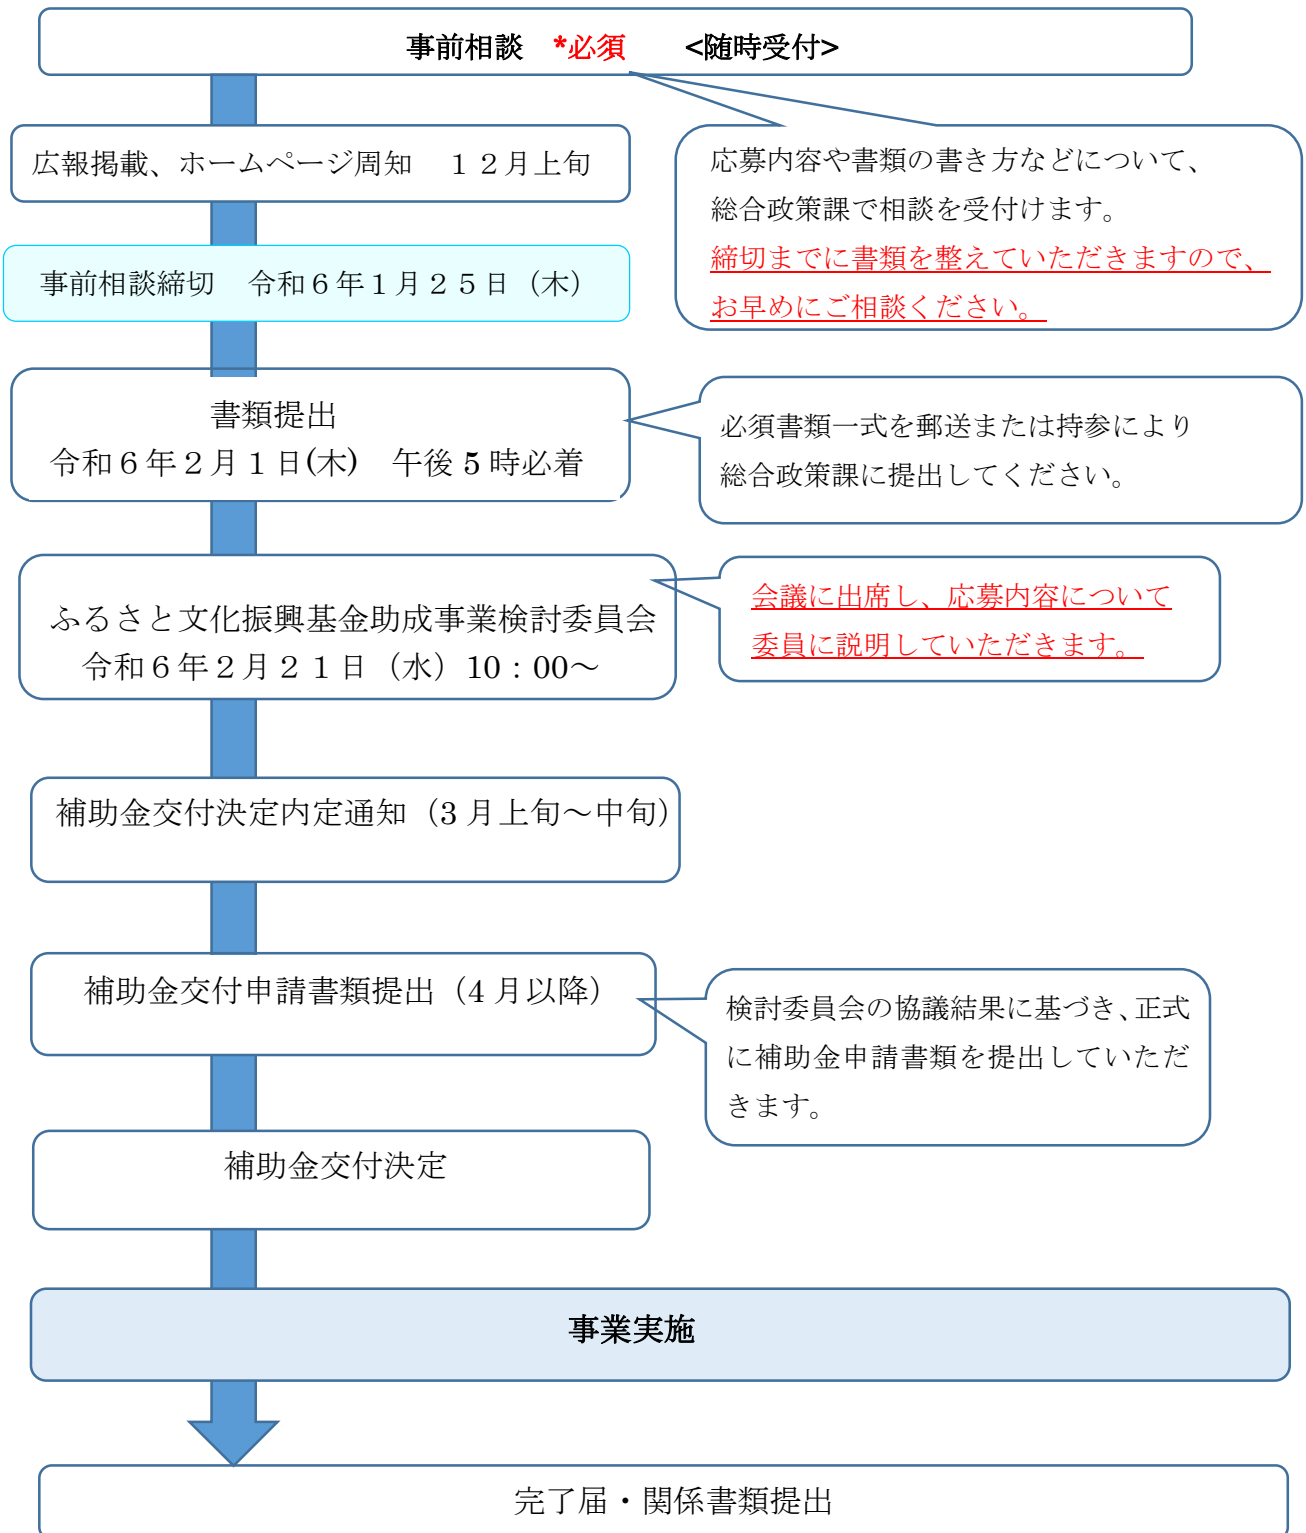 事前相談　*必須　　<随時受付>
広報掲載、ホームページ周知　１２月上旬
応募内容や書類の書き方などについて、
総合政策課で相談を受付けます。
締切までに書類を整えていただきますので、
お早めにご相談ください。
事前相談締切　令和６年１月２５日（木）
書類提出
令和６年２月１日(木)　午後５時必着
必須書類一式を郵送または持参により
総合政策課に提出してください。
ふるさと文化振興基金助成事業検討委員会
令和６年２月２１日（水）10：00～
会議に出席し、応募内容について
委員に説明していただきます。
補助金交付決定内定通知（3 月上旬～中旬）
補助金交付申請書類提出（4 月以降）
検討委員会の協議結果に基づき、正式
に補助金申請書類を提出していただ
きます。
補助金交付決定
事業実施
完了届・関係書類提出